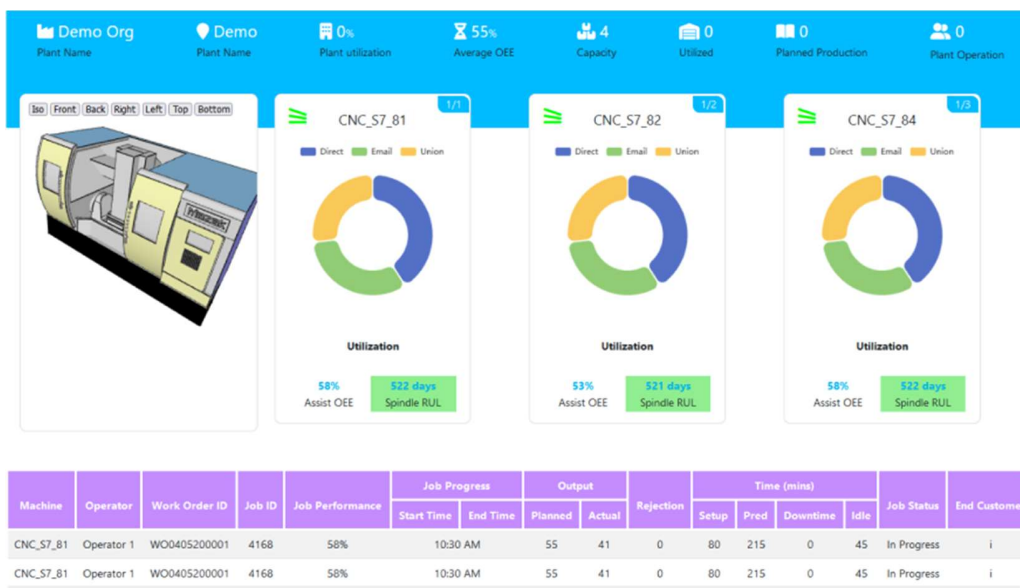 Demo Org
Plant Name
Demo
Plant Name
0%
Plant utilization
55%
Average OEE
4
Capacity
0
Utilized
0
Planned Production
0
Plant Operation
Iso Front Back Right Left Top Bottom
1/1
CNC_S7_81
Direct Email Union
Utilization
58%
Assist OEE
522 days
Spindle RUL
1/2
CNC_S7_82
Direct Email Union
Utilization
53%
Assist OEE
521 days
Spindle RUL
1/3
CNC_S7_84
Direct Email Union
Utilization
58%
Assist OEE
522 days
Spindle RUL
Machine Operator Work Order ID Job ID Job Performance Job Progress Output Rejection Time (mins) Job Status End Custome
Start Time End Time Planned Actual Setup Pred Downtime Idle
CNC_S7_81 Operator 1 WO0405200001 4168 58% 10:30 AM 55 41 0 80 215 0 45 In Progress i
CNC_S7_81 Operator 1 WO0405200001 4168 58% 10:30 AM 55 41 0 80 215 0 45 In Progress i